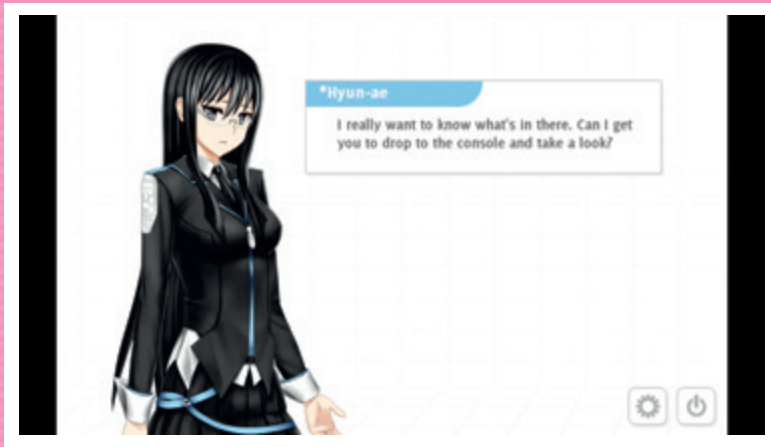 *Hyun-ae
I really want to know what's in there. Can I get
you to drop to the console and take a look?